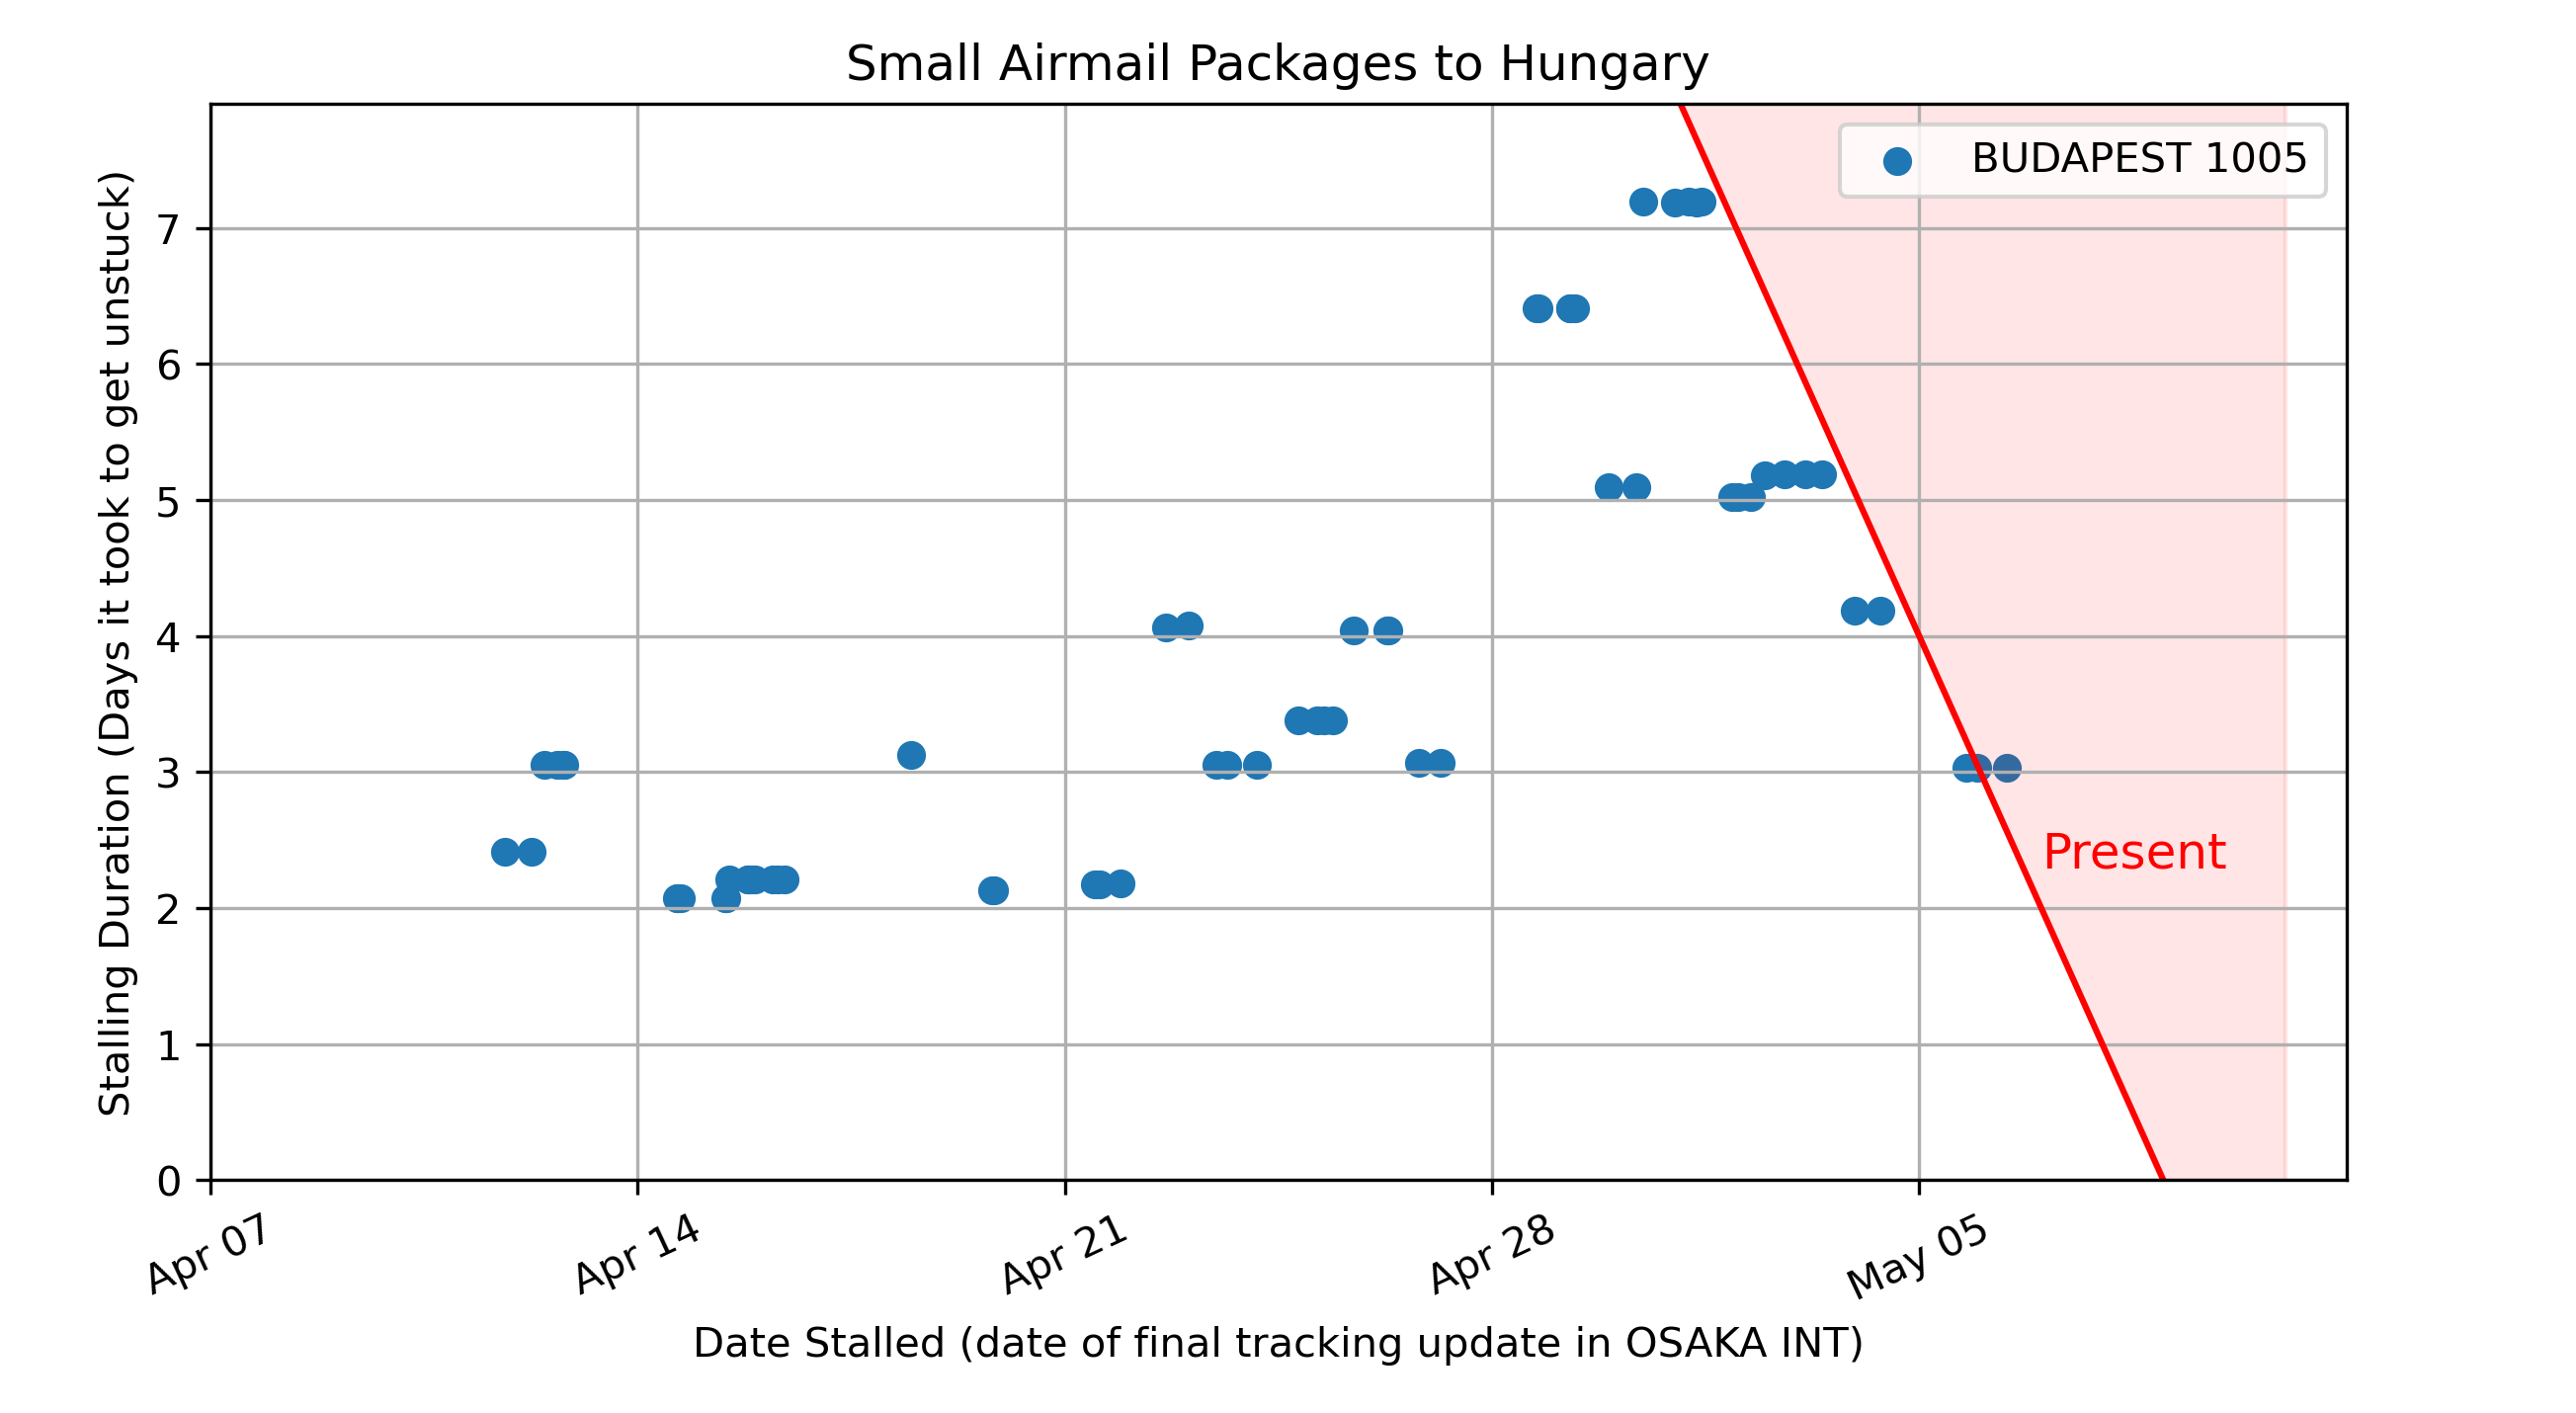 Small Airmail Packages to Hungary
BUDAPEST 1005
Stalling Duration (Days it took to get unstuck)
7
6
5
4
3
2
1
0
Present
Apr 07
Apr 14
Apr 21
Apr 28
May 05
Date Stalled (date of final tracking update in OSAKA INT)